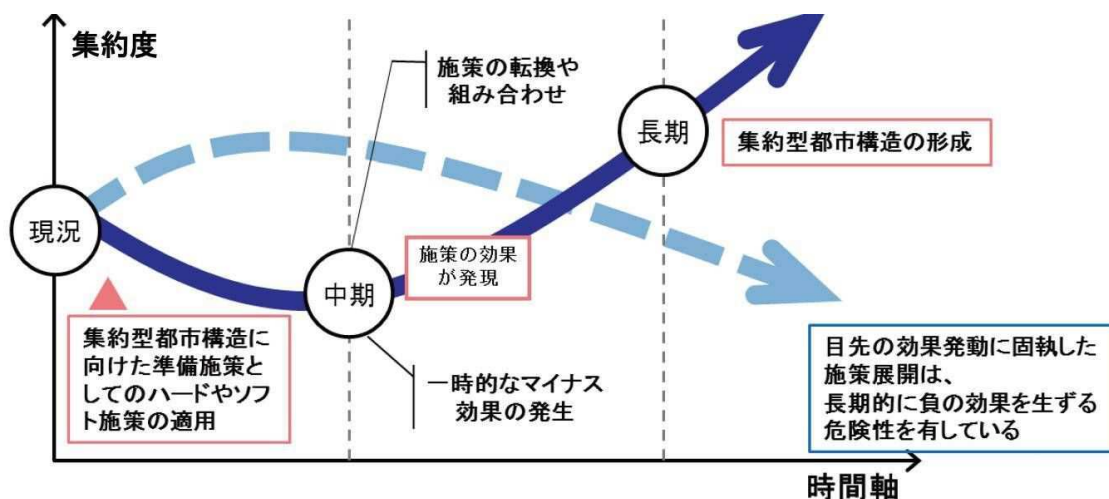 集約度
施策の転換や
組み合わせ
長期
集約型都市構造の形成
現況
施策の効果
が発現
中期
集約型都市構造に
向けた準備施策と
してのハードやソフ
ト施策の適用
一時的なマイナス
効果の発生
目先の効果発動に固執した
施策展開は、
長期的に負の効果を生ずる
危険性を有している
時間軸